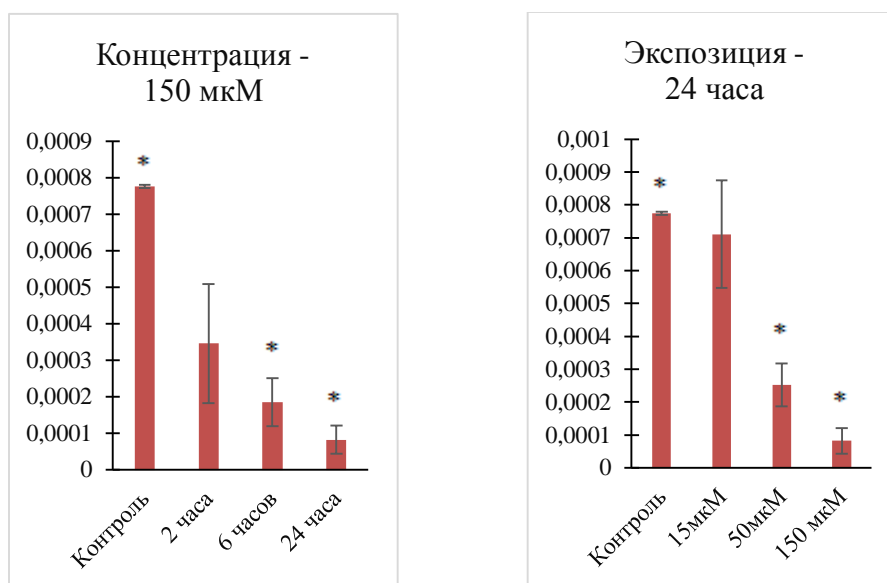 Концентрация -
150 мкМ
0,0009
*
0,0008
0,0007
0,0006
0,0005
0,0004
*
0,0003
*
0,0002
0,0001
0
Контроль
2 часа
6 часов
24 часа
Экспозиция -
24 часа
0,001
0,0009
*
0,0008
0,0007
0,0006
0,0005
*
0,0004
0,0003
*
0,0002
0,0001
0
Контроль
15мкМ
50мкМ
150 мкМ